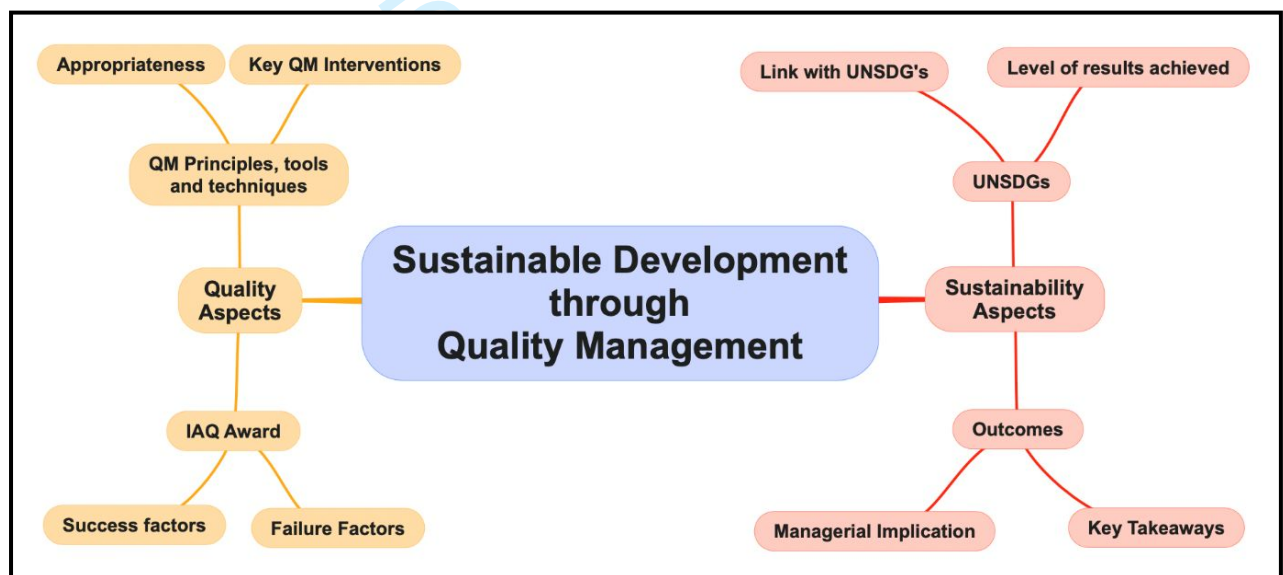 Appropriateness
Key QM Interventions
QM Principles, tools
and techniques
Quality
Aspects
IAQ Award
Success factors
Failure Factors
Sustainable Development
through
Quality Management
Link with UNSDG's
Level of results achieved
UNSDGs
Sustainability
Aspects
Outcomes
Managerial Implication
Key Takeaways